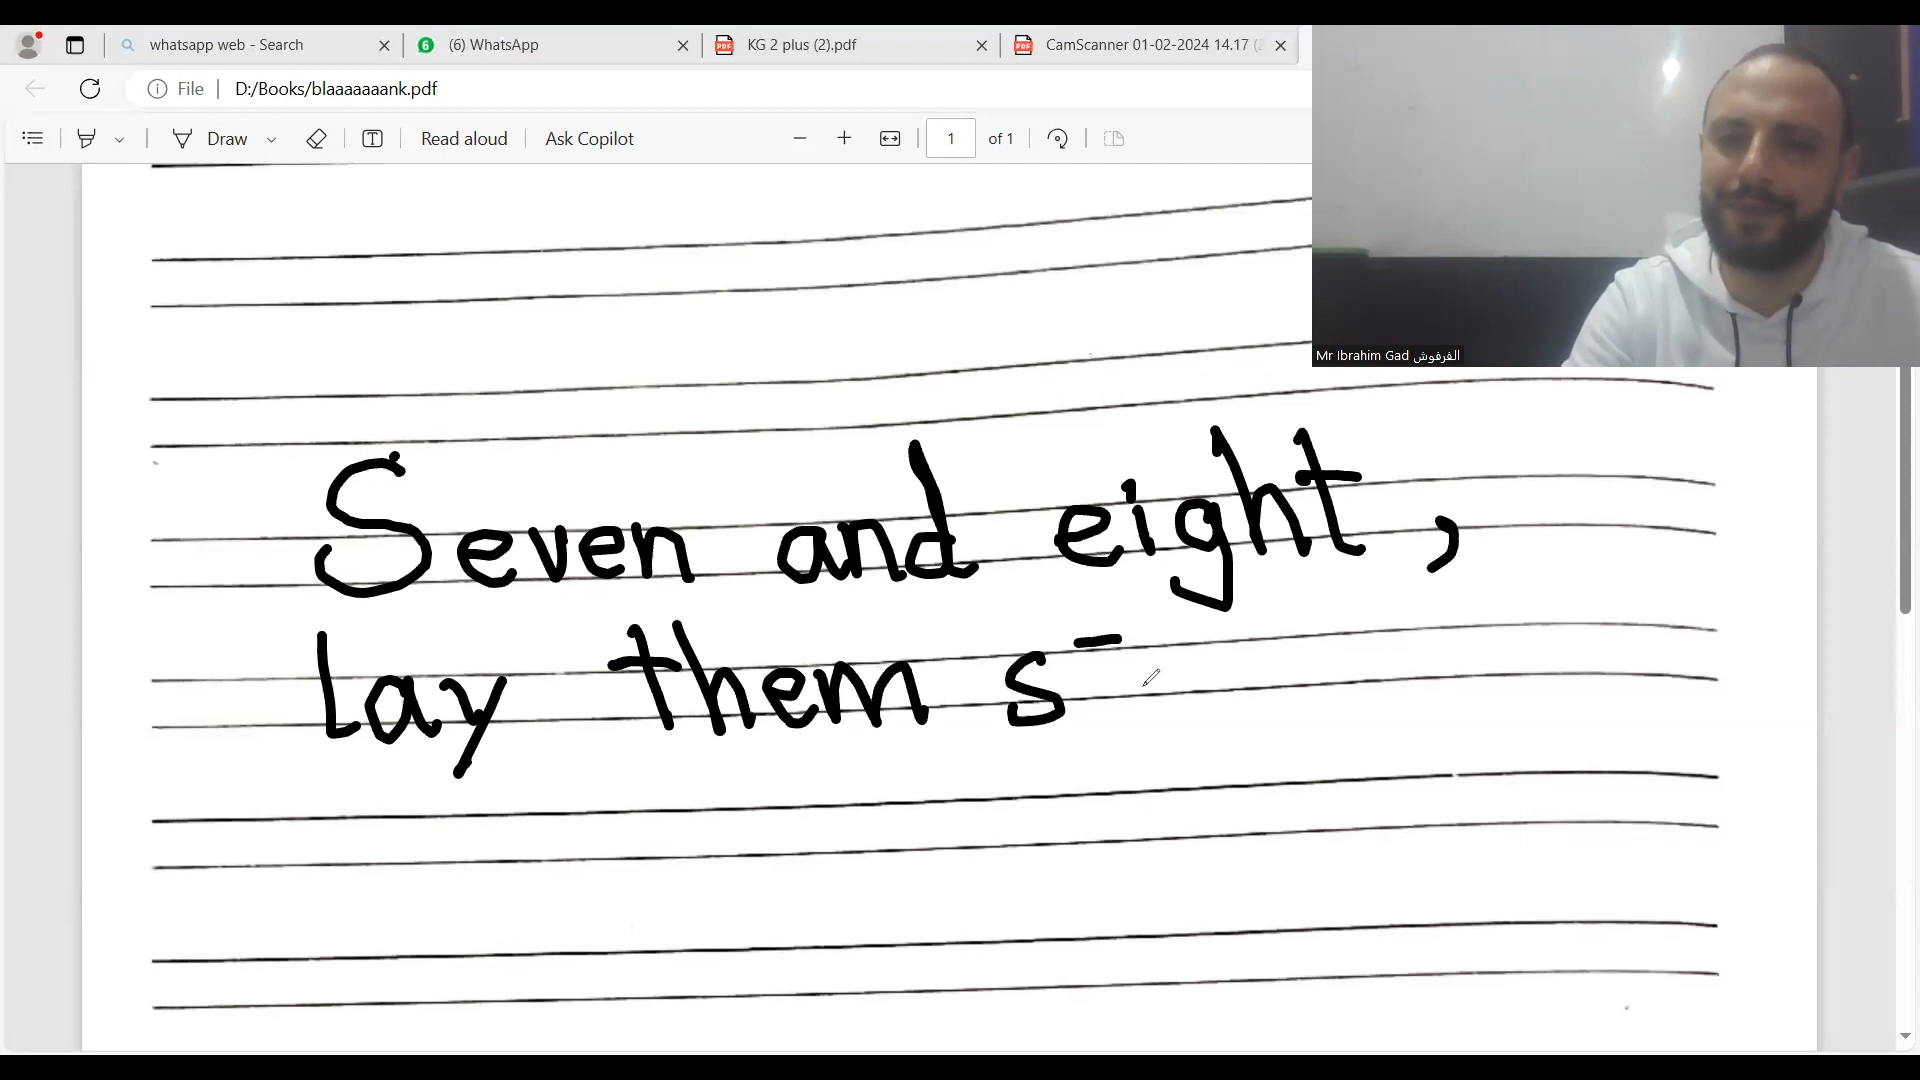 whatsapp web - Search
(6) WhatsApp
KG 2 plus (2).pdf
CamScanner 01-02-2024 14.17 (2
File
D:/Books/blaaaaaaank.pdf
Draw
Read aloud
Ask Copilot
1 of 1
Mr Ibrahim Gad الفرفوش
Seven and eight,
Lay them s